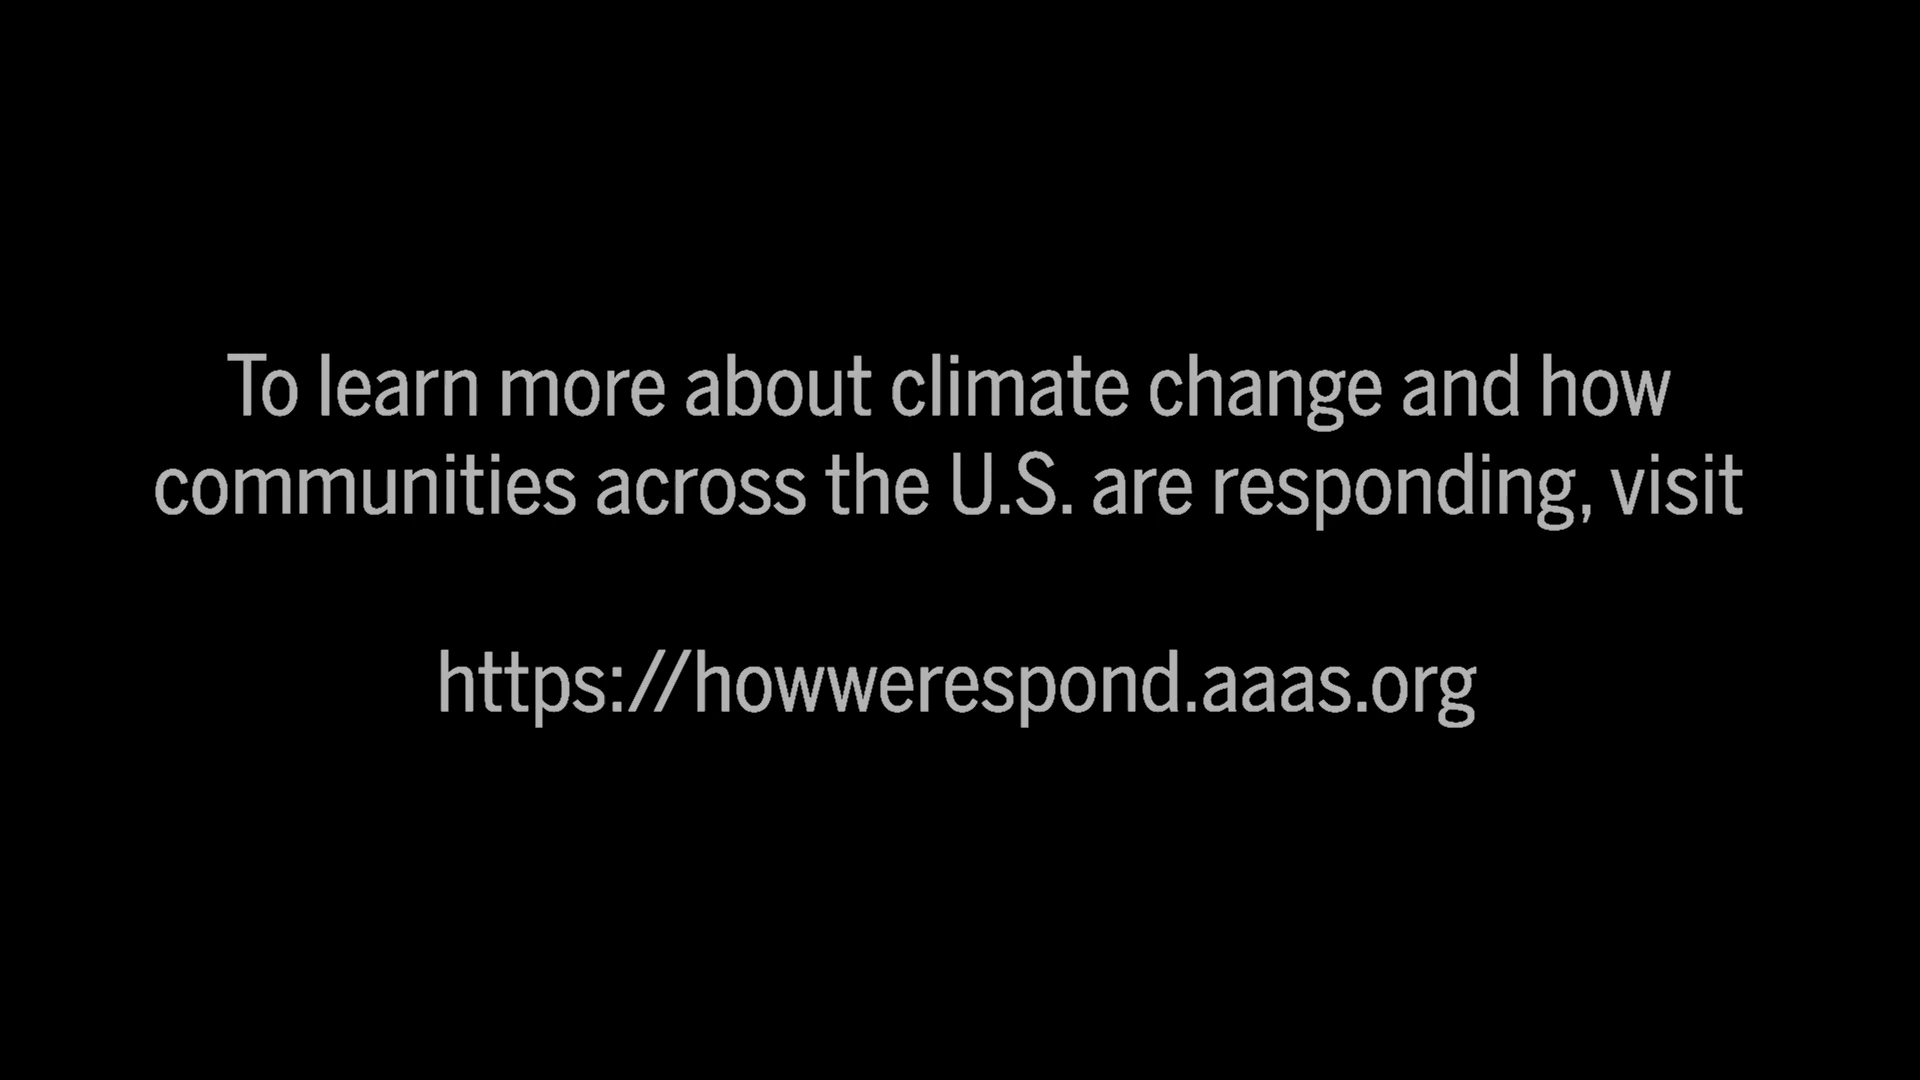 To learn more about climate change and how
communities across the U.S. are responding, visit
https://howwerespond.aaas.org